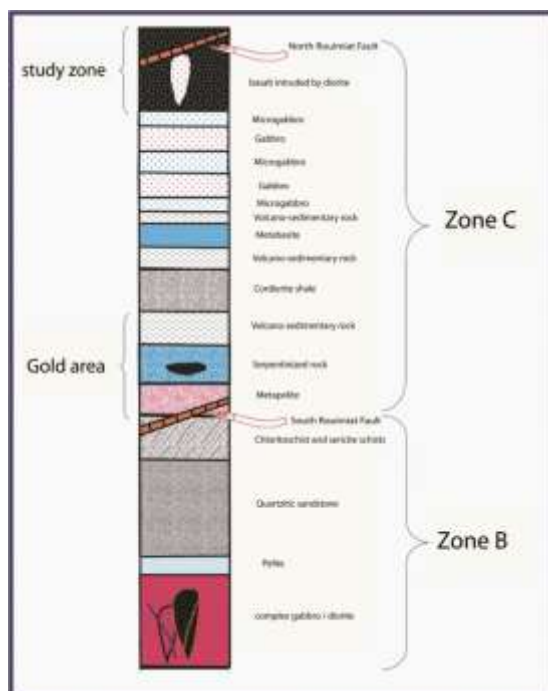 study zone
North Rouimiat Fault
basalt intruded by diorite
Microgabbro
Gabbro
Microgabbro
Gabbro
Microgabbro
Volcano-sedimentary rock
Metabasite
Volcano-sedimentary rock
Zone C
Cordierite shale
Volcano-sedimentary rock
Gold area
Serpentinized rock
Metapelite
South Rouimiat Fault
Chloritoschist and sericite schists
Quartzitic sandstone
Zone B
Pelites
complex gabbro / diorite